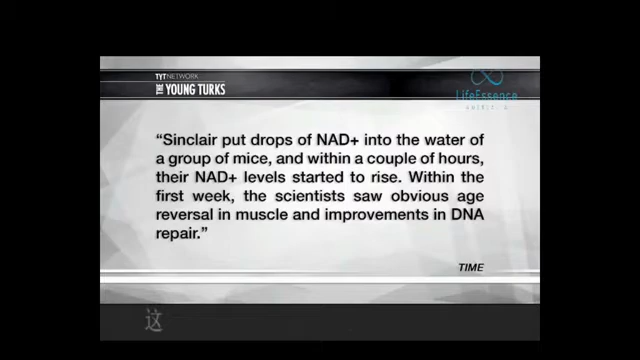 TYTNETWORK
THE YOUNG TURKS
LifeEssence
“Sinclair put drops of NAD+ into the water of
a group of mice, and within a couple of hours,
their NAD+ levels started to rise. Within the
first week, the scientists saw obvious age
reversal in muscle and improvements in DNA
repair.”
TIME
这